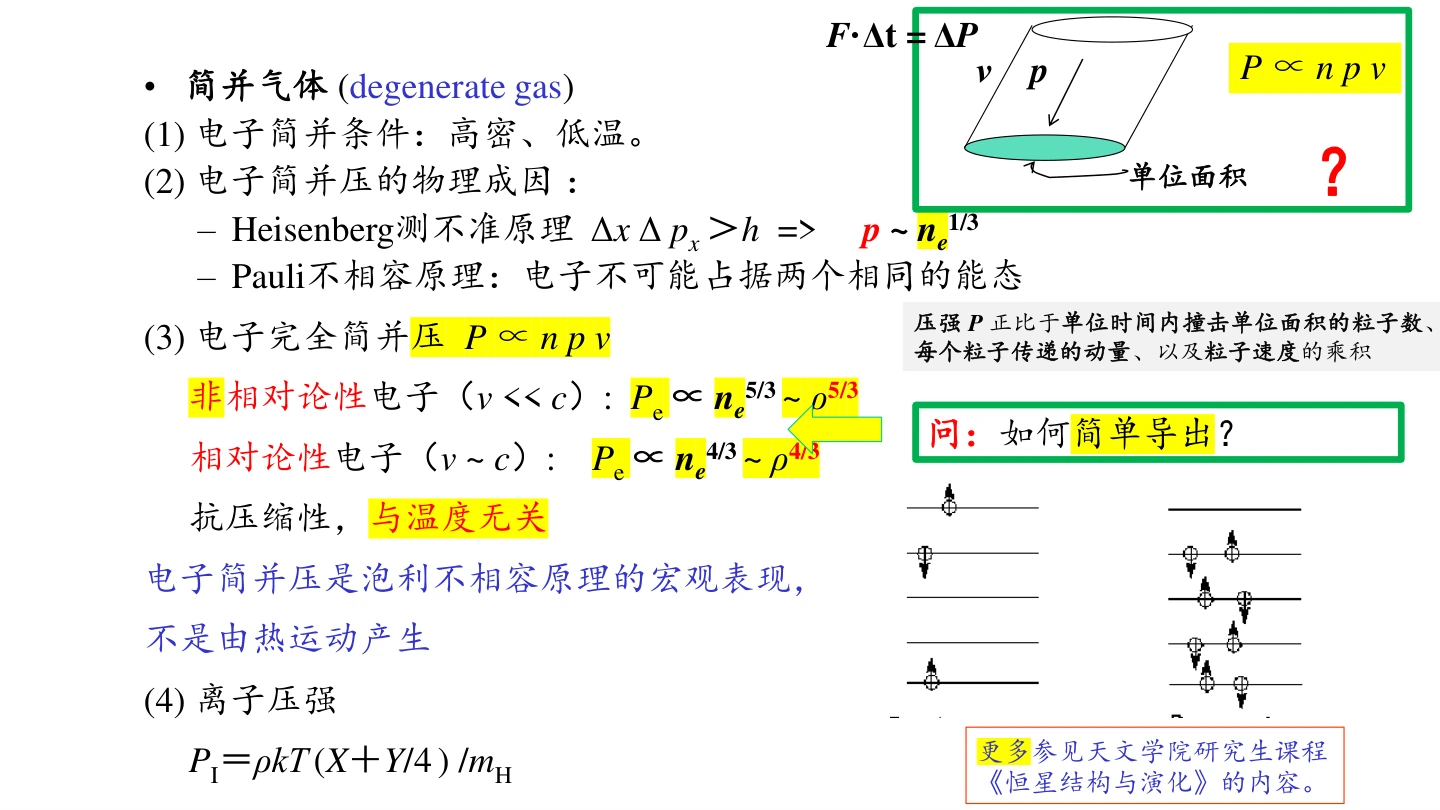 F·Δt = ΔP
v p
P ∝ n p v
单位面积
?
• 简并气体 (degenerate gas)
(1) 电子简并条件：高密、低温。
(2) 电子简并压的物理成因：
– Heisenberg测不准原理 Δx Δ pₓ＞h => p ~ nₑ^1/3
– Pauli不相容原理：电子不可能占据两个相同的能态
压强 P 正比于单位时间内撞击单位面积的粒子数、
每个粒子传递的动量、以及粒子速度的乘积
(3) 电子完全简并压 P ∝ n p v
非相对论性电子（v << c）: Pₑ ∝ nₑ^5/3 ~ ρ^5/3
问：如何简单导出？
相对论性电子（v ~ c）: Pₑ ∝ nₑ^4/3 ~ ρ^4/3
抗压缩性，与温度无关
电子简并压是泡利不相容原理的宏观表现，
不是由热运动产生
(4) 离子压强
P_I＝ρkT (X＋Y/4 ) /m_H
更多参见天文学院研究生课程
《恒星结构与演化》的内容。